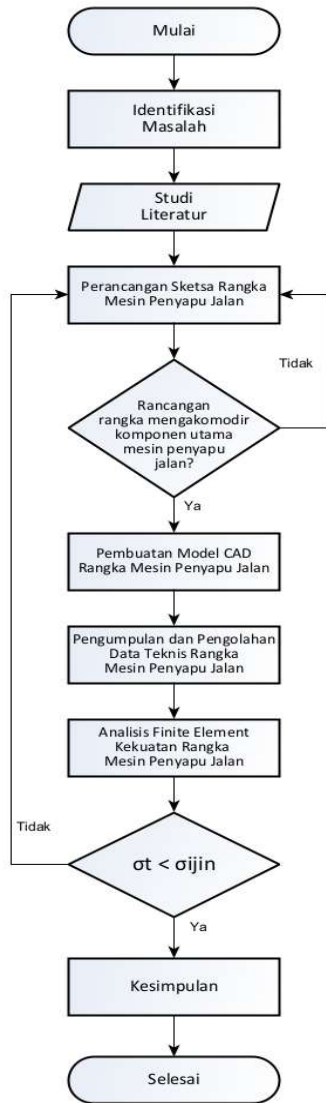 Mulai
Identifikasi
Masalah
Studi
Literatur
Perancangan Sketsa Rangka
Mesin Penyapu Jalan
Tidak
Rancangan
rangka mengakomodir
komponen utama
mesin penyapu
jalan?
Ya
Pembuatan Model CAD
Rangka Mesin Penyapu Jalan
Pengumpulan dan Pengolahan
Data Teknis Rangka
Mesin Penyapu Jalan
Analisis Finite Element
Kekuatan Rangka
Mesin Penyapu Jalan
Tidak
σt < σijin
Ya
Kesimpulan
Selesai